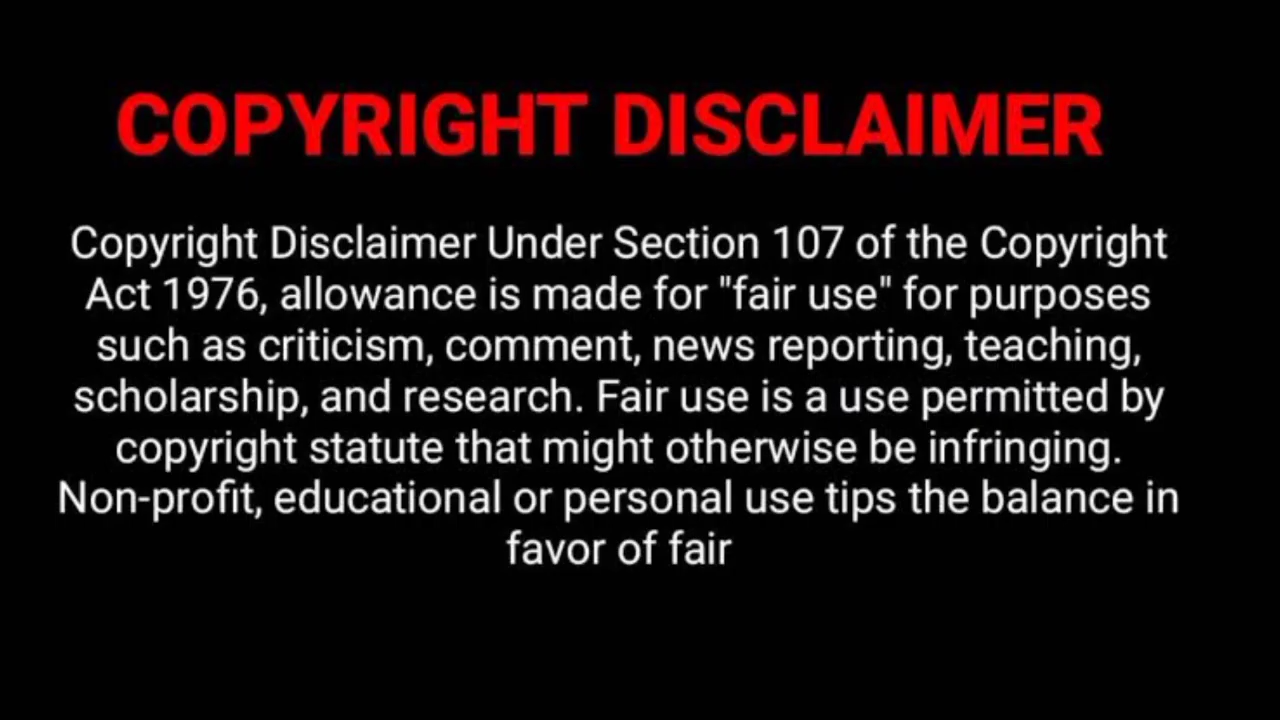 COPYRIGHT DISCLAIMER
Copyright Disclaimer Under Section 107 of the Copyright
Act 1976, allowance is made for "fair use" for purposes
such as criticism, comment, news reporting, teaching,
scholarship, and research. Fair use is a use permitted by
copyright statute that might otherwise be infringing.
Non-profit, educational or personal use tips the balance in
favor of fair